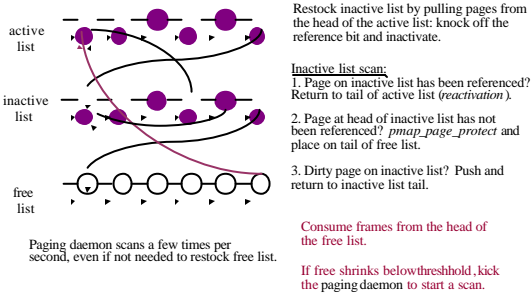 active
list
inactive
list
free
list
Paging daemon scans a few times per
second, even if not needed to restock free list.
Restock inactive list by pulling pages from
the head of the active list: knock off the
reference bit and inactivate.
Inactive list scan:
1. Page on inactive list has been referenced?
Return to tail of active list (reactivation).
2. Page at head of inactive list has not
been referenced? pmap_page_protect and
place on tail of free list.
3. Dirty page on inactive list? Push and
return to inactive list tail.
Consume frames from the head of
the free list.
If free shrinks below threshhold, kick
the paging daemon to start a scan.